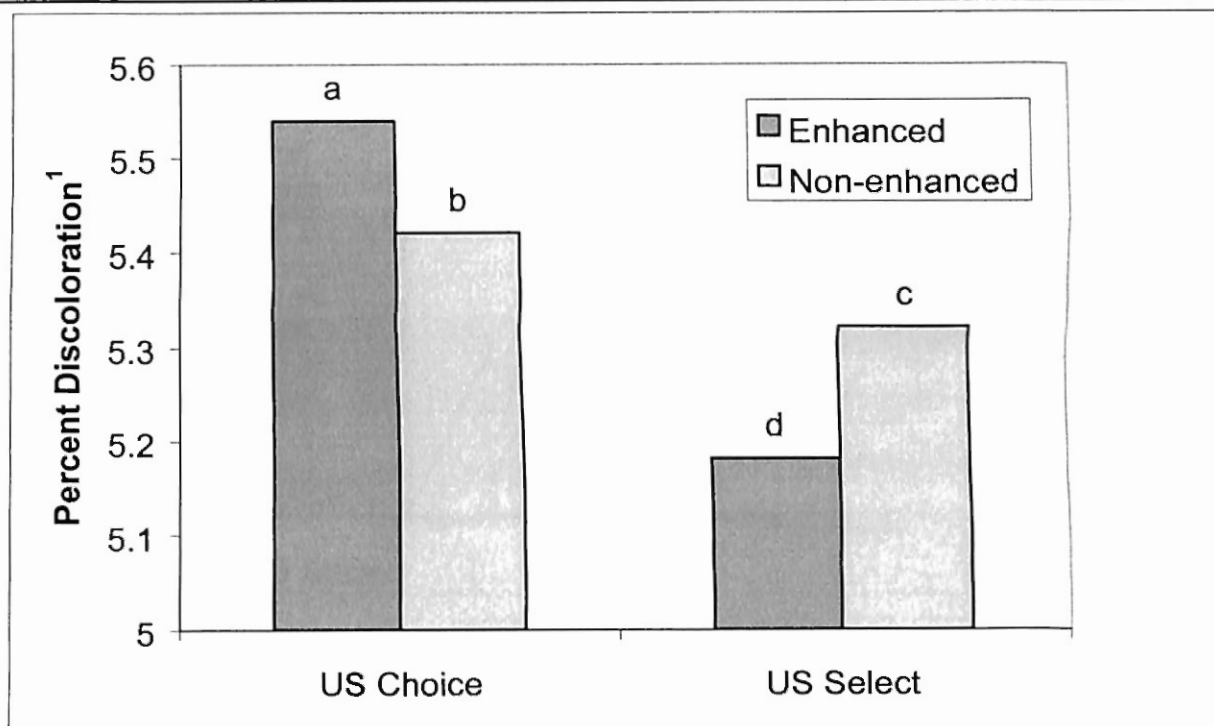 5.6
5.5
5.4
5.3
5.2
5.1
5
Percent Discoloration¹
a
b
c
d
Enhanced
Non-enhanced
US Choice
US Select